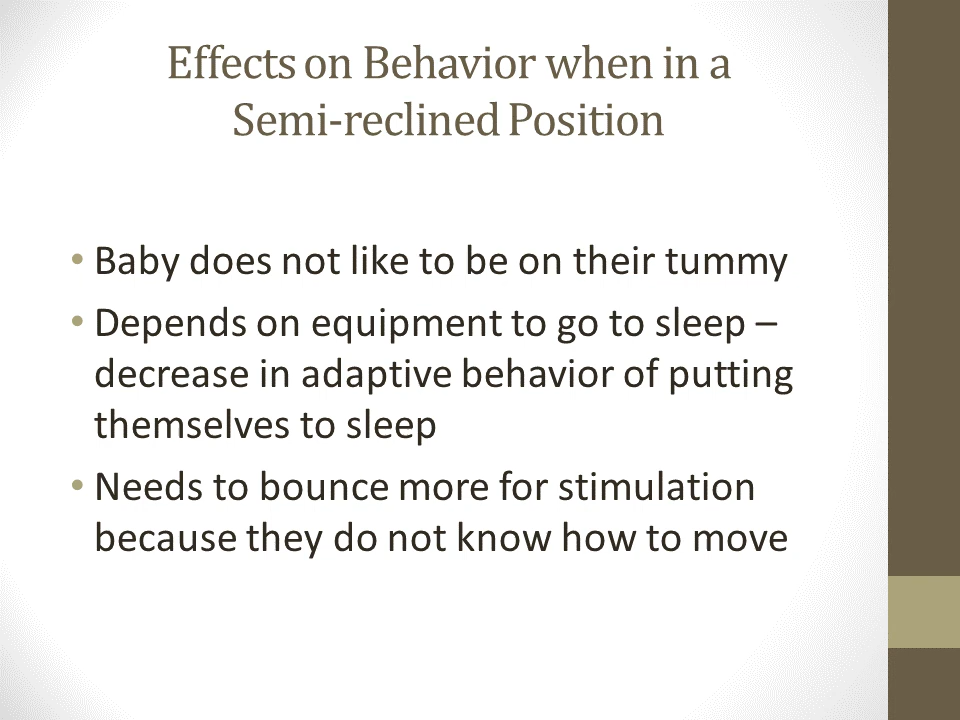 Effects on Behavior when in a
Semi-reclined Position
• Baby does not like to be on their tummy
• Depends on equipment to go to sleep –
decrease in adaptive behavior of putting
themselves to sleep
• Needs to bounce more for stimulation
because they do not know how to move